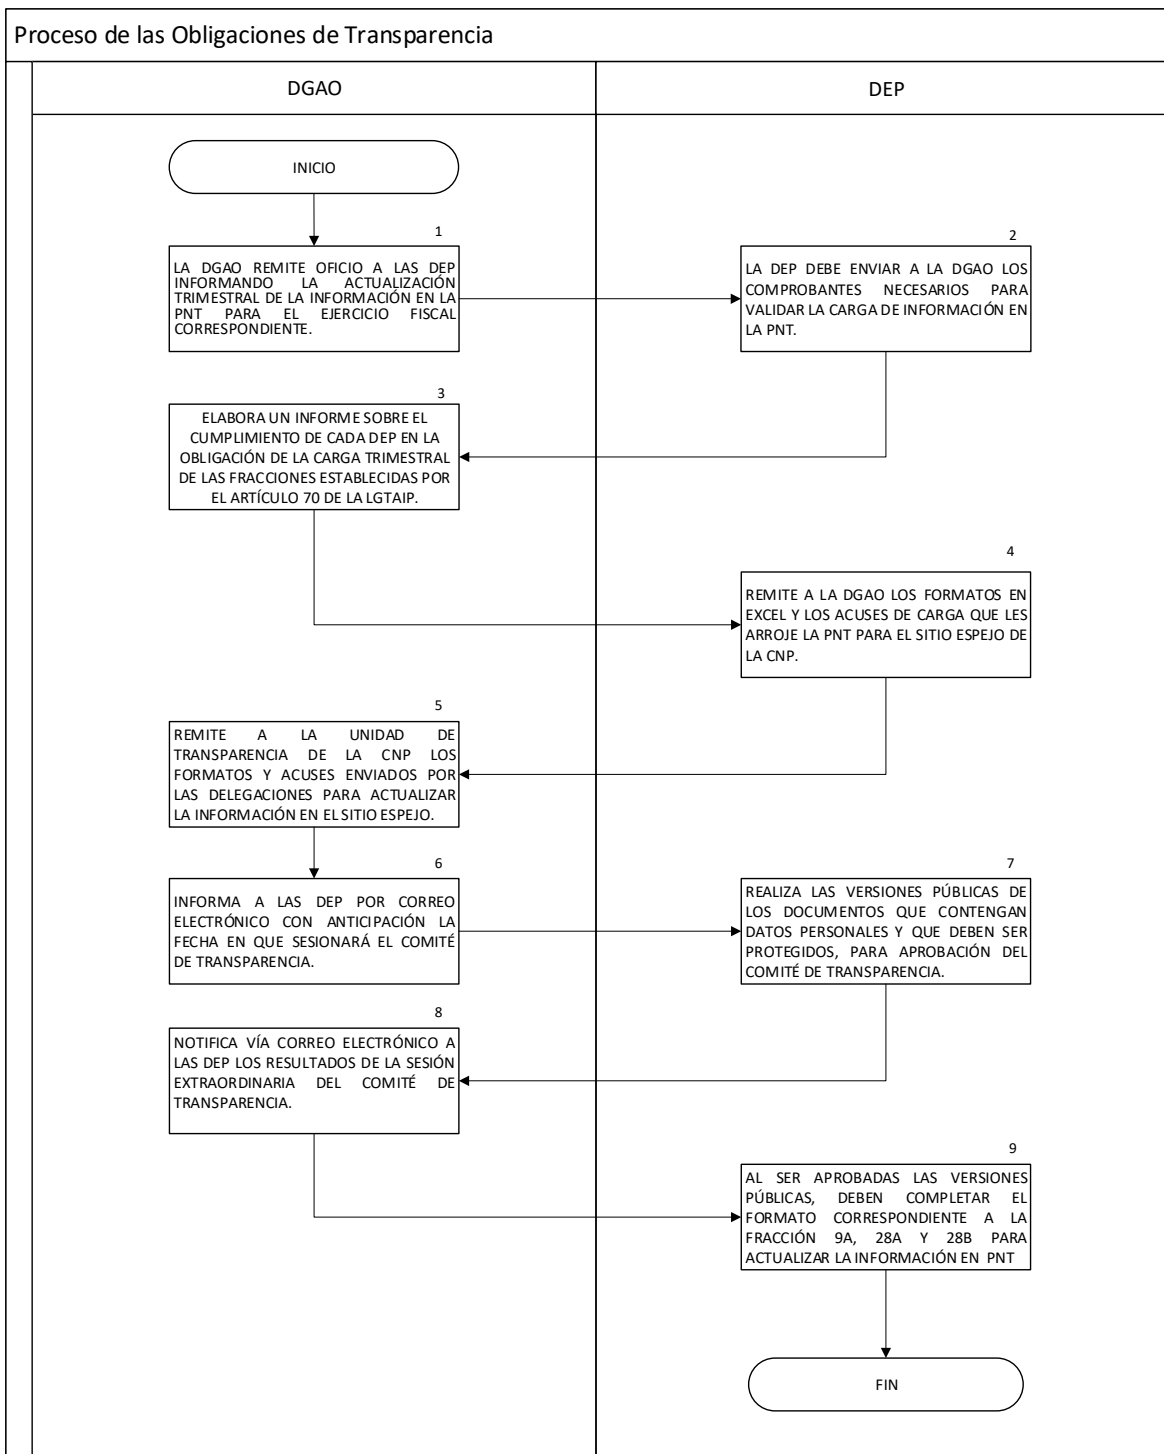 Proceso de las Obligaciones de Transparencia
DGAO
DEP
INICIO
1
LA DGAO REMITE OFICIO A LAS DEP
INFORMANDO LA ACTUALIZACIÓN
TRIMESTRAL DE LA INFORMACIÓN EN LA
PNT PARA EL EJERCICIO FISCAL
CORRESPONDIENTE.
2
LA DEP DEBE ENVIAR A LA DGAO LOS
COMPROBANTES NECESARIOS PARA
VALIDAR LA CARGA DE INFORMACIÓN EN
LA PNT.
3
ELABORA UN INFORME SOBRE EL
CUMPLIMIENTO DE CADA DEP EN LA
OBLIGACIÓN DE LA CARGA TRIMESTRAL
DE LAS FRACCIONES ESTABLECIDAS POR
EL ARTÍCULO 70 DE LA LGTAIP.
4
REMITE A LA DGAO LOS FORMATOS EN
EXCEL Y LOS ACUSES DE CARGA QUE LES
ARROJE LA PNT PARA EL SITIO ESPEJO DE
LA CNP.
5
REMITE A LA UNIDAD DE
TRANSPARENCIA DE LA CNP LOS
FORMATOS Y ACUSES ENVIADOS POR
LAS DELEGACIONES PARA ACTUALIZAR
LA INFORMACIÓN EN EL SITIO ESPEJO.
6
INFORMA A LAS DEP POR CORREO
ELECTRÓNICO CON ANTICIPACIÓN LA
FECHA EN QUE SESIONARÁ EL COMITÉ
DE TRANSPARENCIA.
7
REALIZA LAS VERSIONES PÚBLICAS DE
LOS DOCUMENTOS QUE CONTENGAN
DATOS PERSONALES Y QUE DEBEN SER
PROTEGIDOS, PARA APROBACIÓN DEL
COMITÉ DE TRANSPARENCIA.
8
NOTIFICA VÍA CORREO ELECTRÓNICO A
LAS DEP LOS RESULTADOS DE LA SESIÓN
EXTRAORDINARIA DEL COMITÉ DE
TRANSPARENCIA.
9
AL SER APROBADAS LAS VERSIONES
PÚBLICAS, DEBEN COMPLETAR EL
FORMATO CORRESPONDIENTE A LA
FRACCIÓN 9A, 28A Y 28B PARA
ACTUALIZAR LA INFORMACIÓN EN PNT
FIN